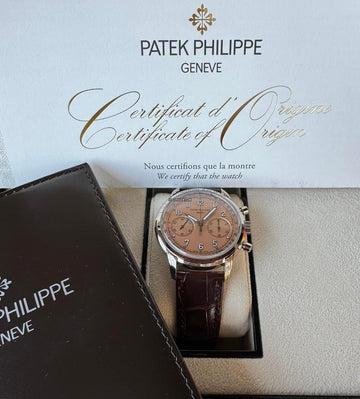 PATEK PHILIPPE
GENEVE
Certificat d'Origine
Certificate of Origin
Nous certifions que la montre
We certify that the watch
PHILIPPE
GENEVE